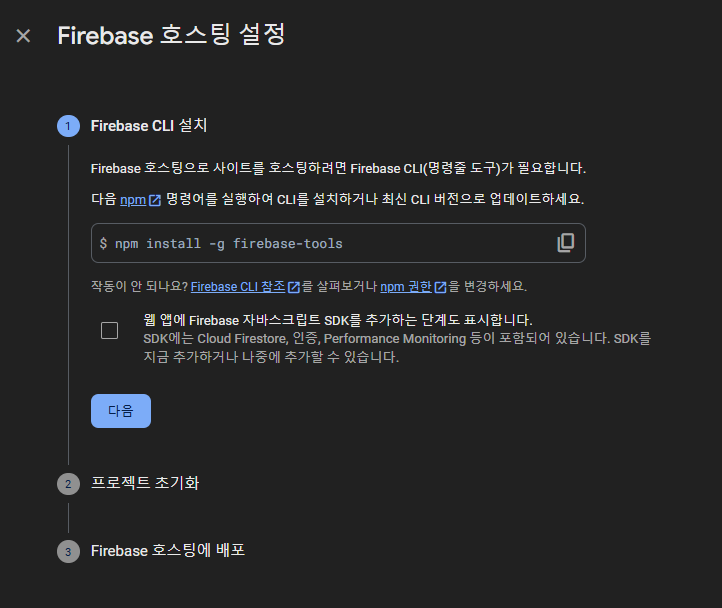 Firebase 호스팅 설정
1 Firebase CLI 설치
Firebase 호스팅으로 사이트를 호스팅하려면 Firebase CLI(명령줄 도구)가 필요합니다.
다음 npm 명령어를 실행하여 CLI를 설치하거나 최신 CLI 버전으로 업데이트하세요.
$ npm install -g firebase-tools
작동이 안 되나요? Firebase CLI 참조를 살펴보거나 npm 권한을 변경하세요.
웹 앱에 Firebase 자바스크립트 SDK를 추가하는 단계도 표시합니다.
SDK에는 Cloud Firestore, 인증, Performance Monitoring 등이 포함되어 있습니다. SDK를
지금 추가하거나 나중에 추가할 수 있습니다.
다음
2 프로젝트 초기화
3 Firebase 호스팅에 배포